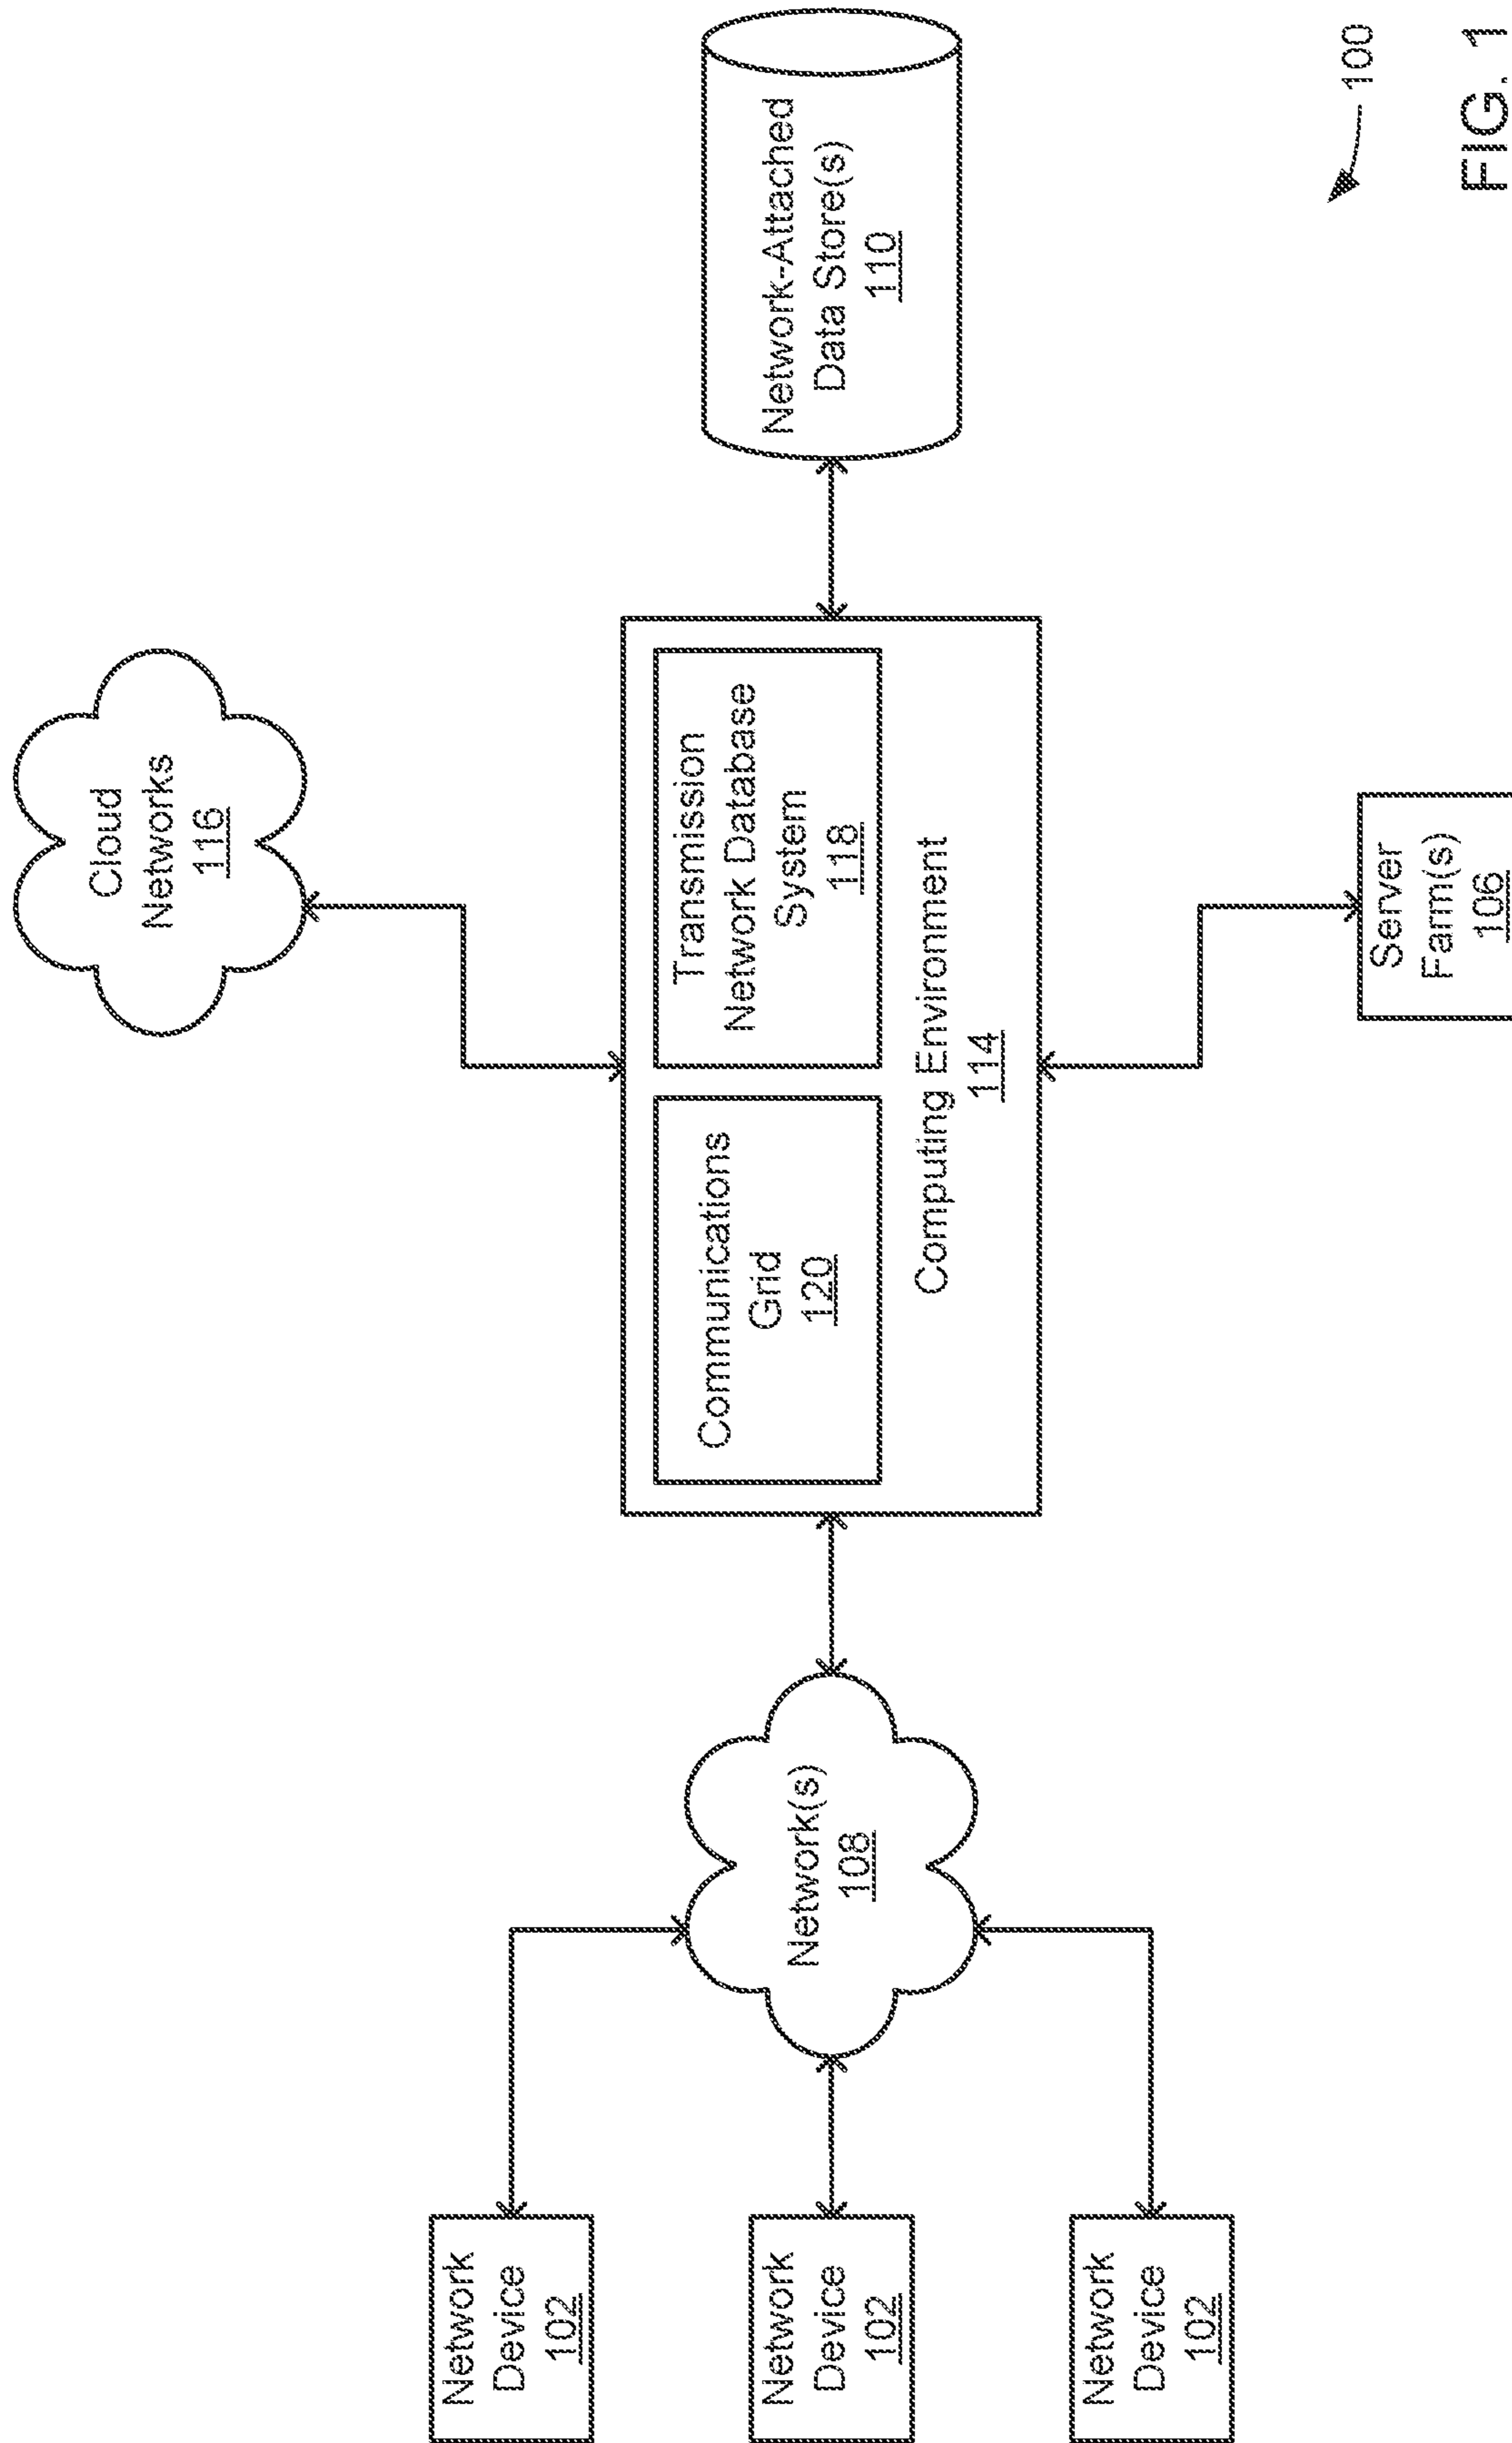 Cloud
Networks
116
Network
Device
102
Network
Device
102
Network
Device
102
Network(s)
108
Communications
Grid
120
Transmission
Network Database
System
118
Computing Environment
114
Network-Attached
Data Store(s)
110
Server
Farm(s)
106
100
FIG. 1